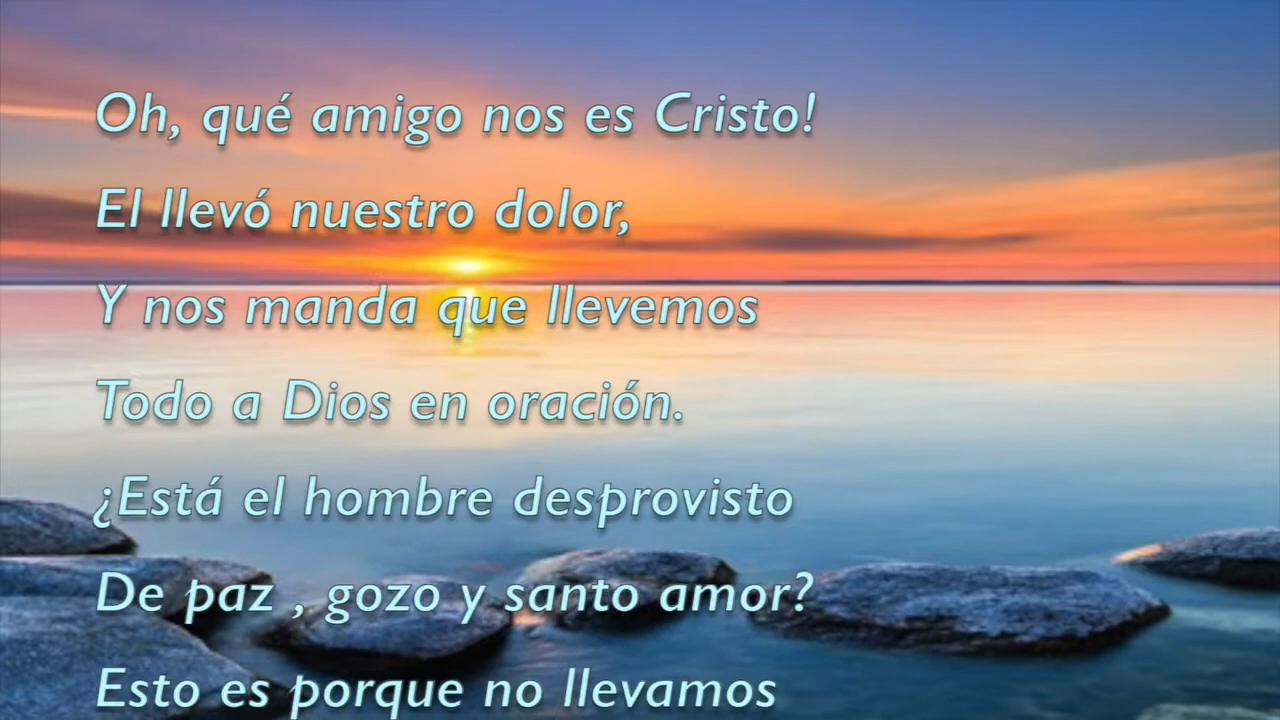 Oh, qué amigo nos es Cristo!
El llevó nuestro dolor,
Y nos manda que llevemos
Todo a Dios en oración.
¿Está el hombre desprovisto
De paz , gozo y santo amor?
Esto es porque no llevamos